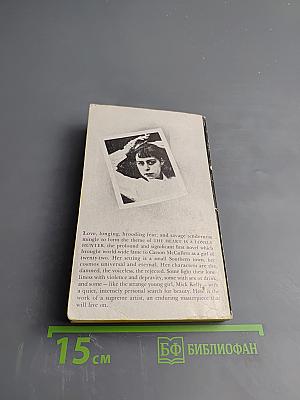 Love, longing, brooding fear, and savage tenderness
mingle to form the theme of THE HEART IS A LONELY
HUNTER, the profound and significant first novel which
brought world-wide fame to Carson McCullers as a girl of
twenty-two. Her setting is a small Southern town, her
cosmos universal and eternal. Her characters are the
damned, the voiceless, the rejected. Some fight their lone-
liness with violence and depravity, some with sex or drink,
and some – like the strange young girl, Mick Kelly – with
a quiet, intensely personal search for beauty. Here is the
work of a supreme artist, an enduring masterpiece that
will live on.
15 СМ
БФ БИБЛИОФАН